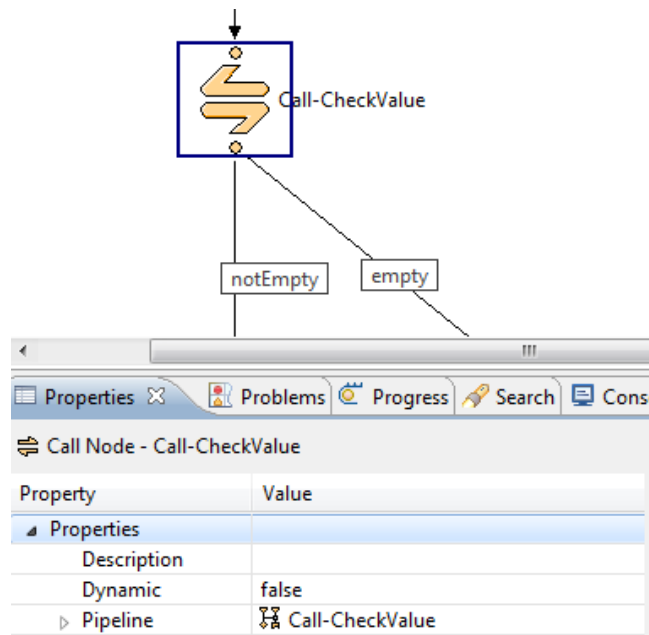 Call-CheckValue
notEmpty empty
Properties Problems Progress Search Cons
Call Node - Call-CheckValue
Property Value
Properties
Description
Dynamic false
Pipeline Call-CheckValue